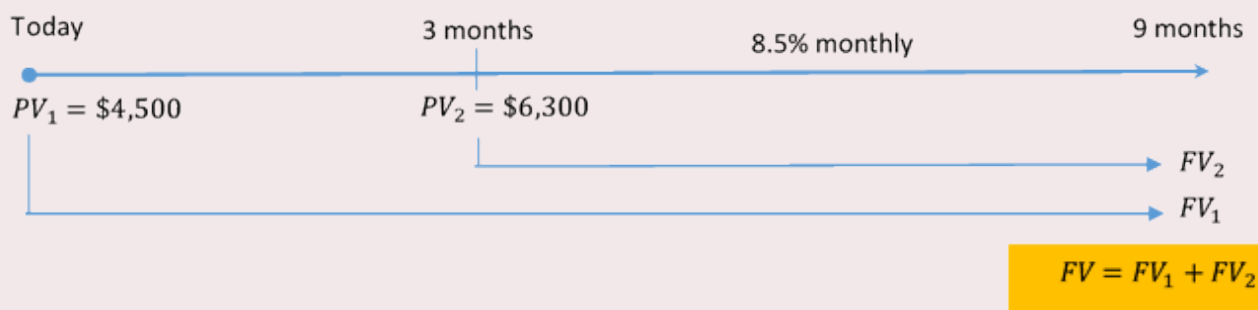 Today 3 months 8.5% monthly 9 months
PV₁ = $4,500 PV₂ = $6,300
FV₂
FV₁
FV = FV₁ + FV₂